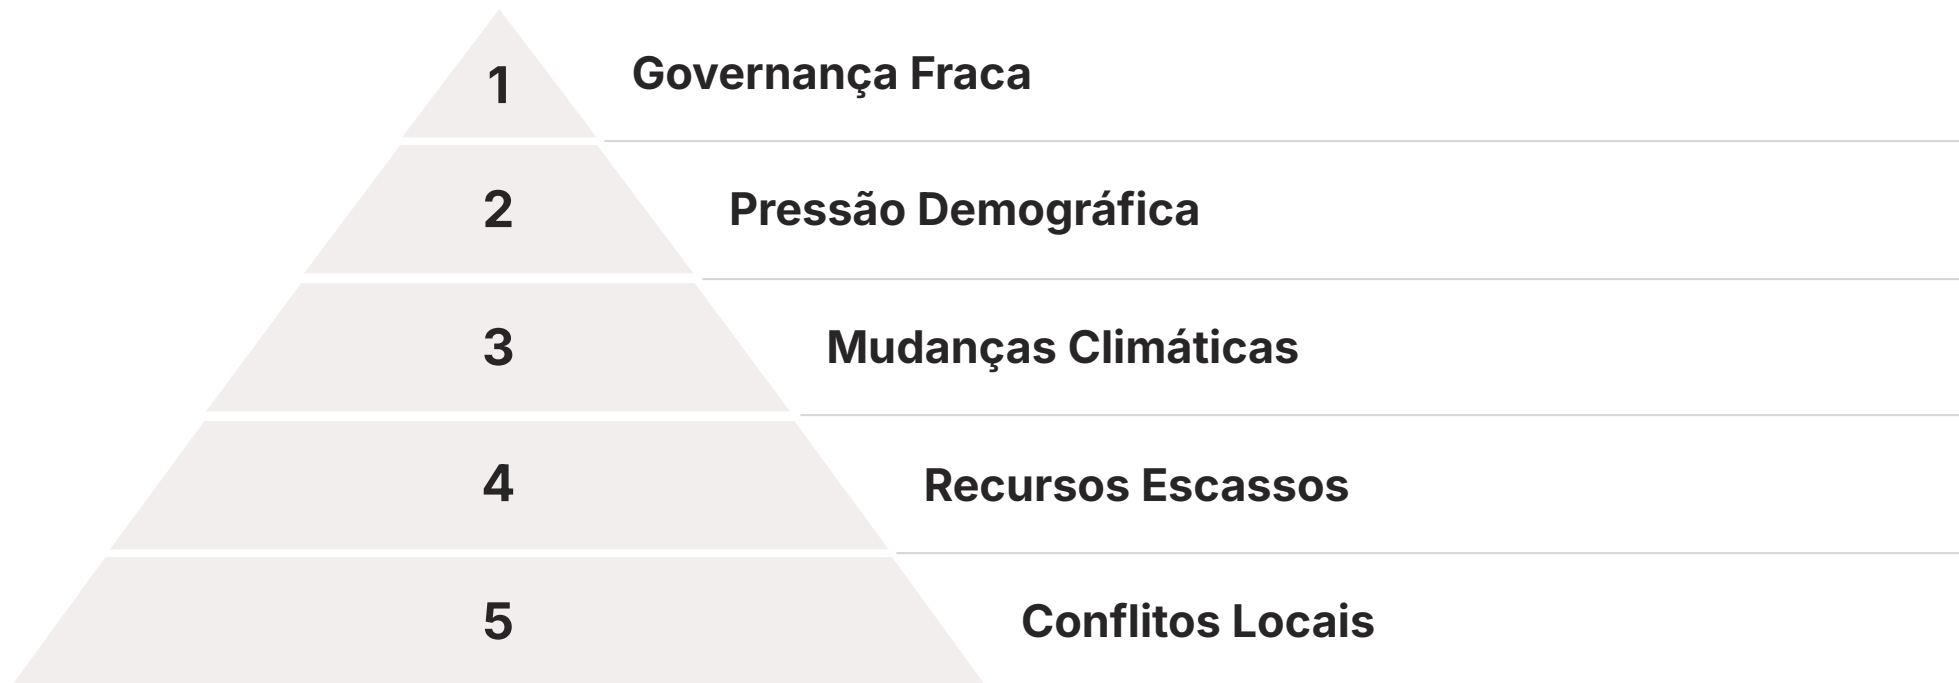 1
Governança Fraca
2
Pressão Demográfica
3
Mudanças Climáticas
4
Recursos Escassos
5
Conflitos Locais